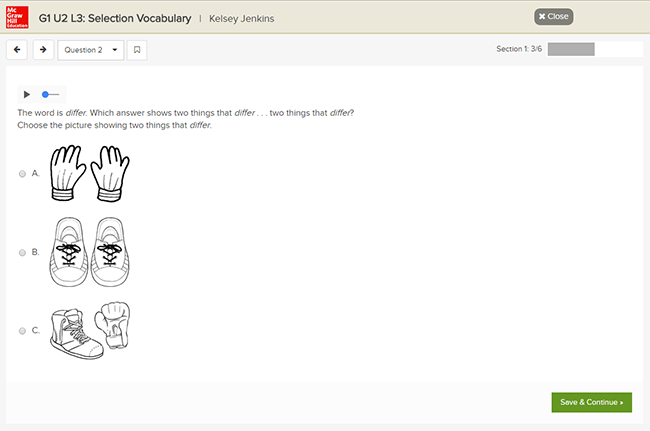 Mc
Graw
Hill
Education
G1 U2 L3: Selection Vocabulary | Kelsey Jenkins
✖ Close
Question 2
Section 1: 3/6
The word is differ. Which answer shows two things that differ . . . two things that differ?
Choose the picture showing two things that differ.
A.
B.
C.
Save & Continue »